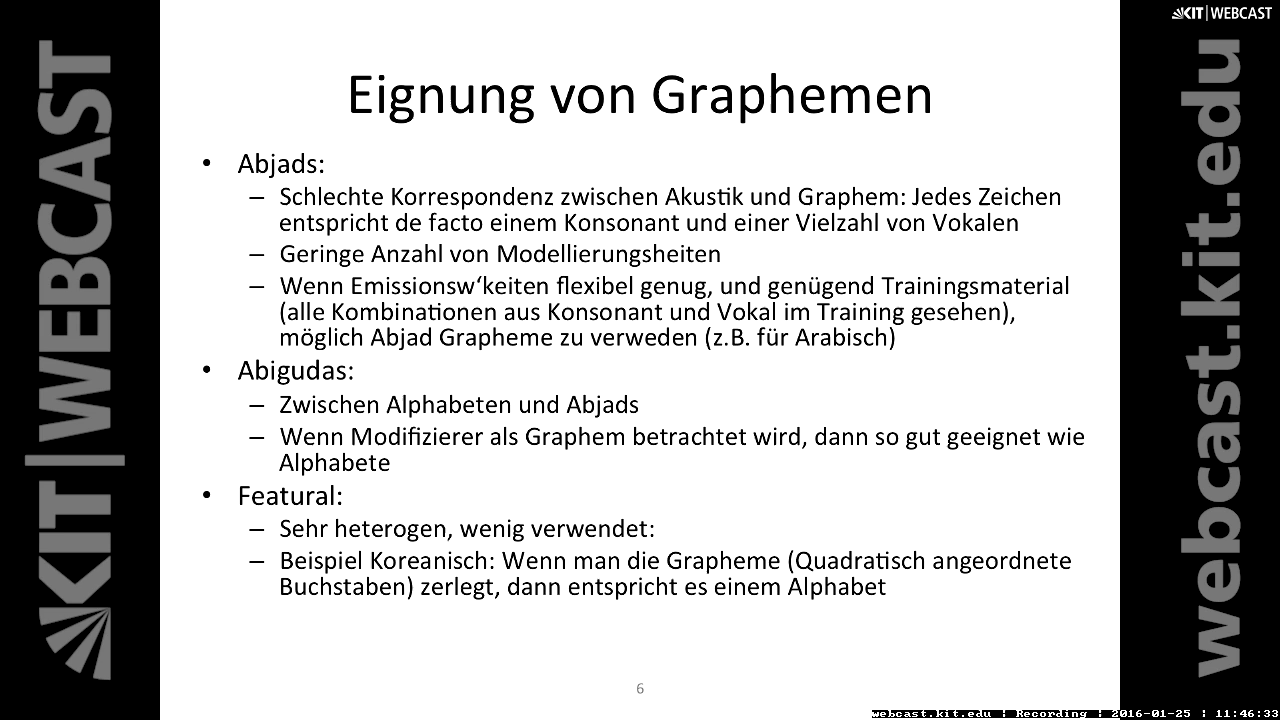 KIT | WEBCAST
KIT | WEBCAST
webcast.kit.edu
Eignung von Graphemen
• Abjads:
– Schlechte Korrespondenz zwischen Akustik und Graphem: Jedes Zeichen
entspricht de facto einem Konsonant und einer Vielzahl von Vokalen
– Geringe Anzahl von Modellierungsheiten
– Wenn Emissionsw‘keiten flexibel genug, und genügend Trainingsmaterial
(alle Kombinationen aus Konsonant und Vokal im Training gesehen),
möglich Abjad Grapheme zu verweden (z.B. für Arabisch)
• Abigudas:
– Zwischen Alphabeten und Abjads
– Wenn Modifizierer als Graphem betrachtet wird, dann so gut geeignet wie
Alphabete
• Featural:
– Sehr heterogen, wenig verwendet:
– Beispiel Koreanisch: Wenn man die Grapheme (Quadratisch angeordnete
Buchstaben) zerlegt, dann entspricht es einem Alphabet
6
webcast.kit.edu | Recording | 2016-01-25 | 11:46:33